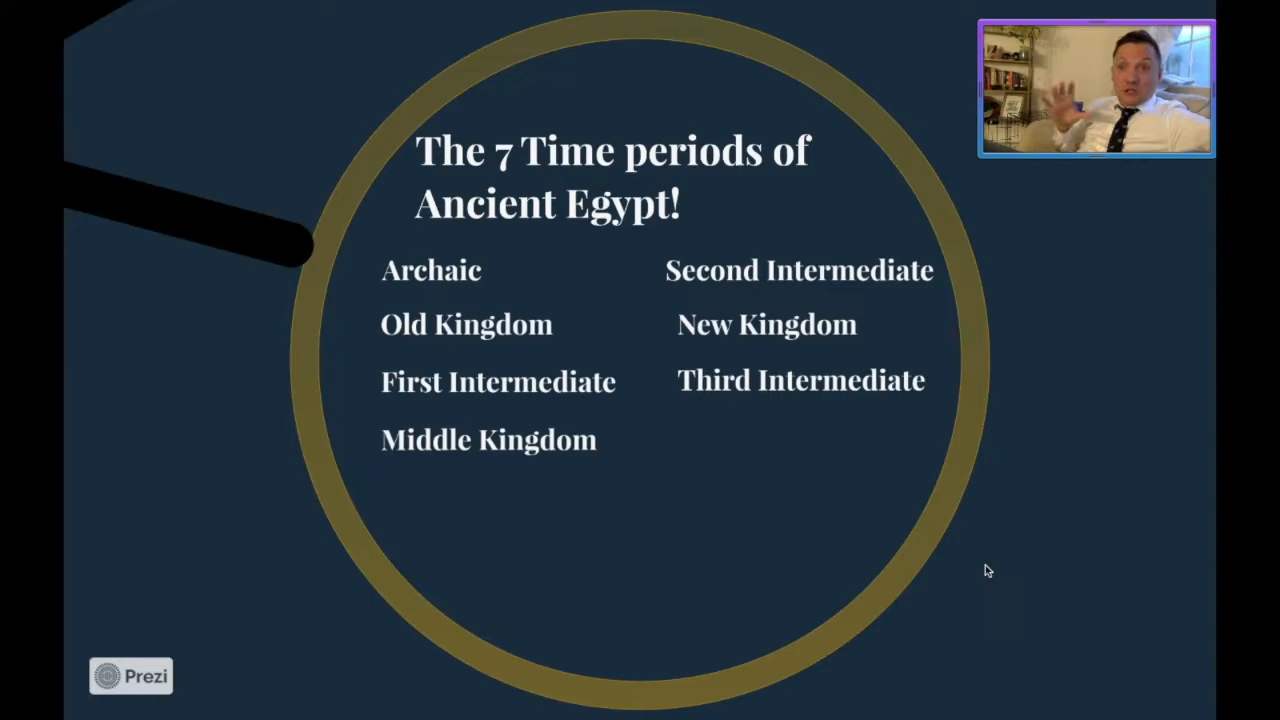 The 7 Time periods of
Ancient Egypt!
Archaic
Old Kingdom
First Intermediate
Middle Kingdom
Second Intermediate
New Kingdom
Third Intermediate
Prezi